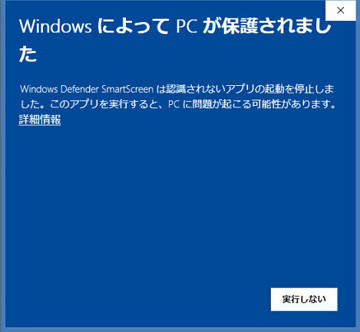 Windows によって PC が保護されまし
た
Windows Defender SmartScreen は認識されないアプリの起動を停止しま
した。このアプリを実行すると、PC に問題が起こる可能性があります。
詳細情報
実行しない